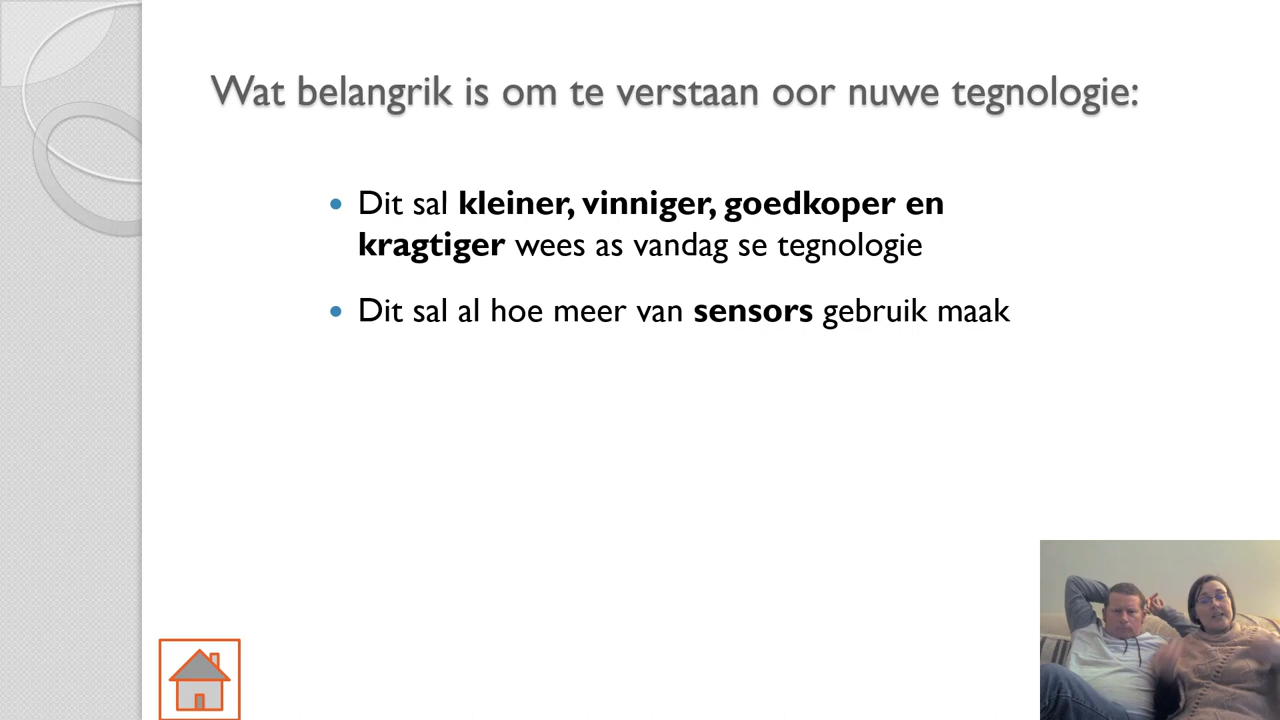 Wat belangrik is om te verstaan oor nuwe tegnologie:
Dit sal kleiner, vinniger, goedkoper en
kragtiger wees as vandag se tegnologie
Dit sal al hoe meer van sensors gebruik maak